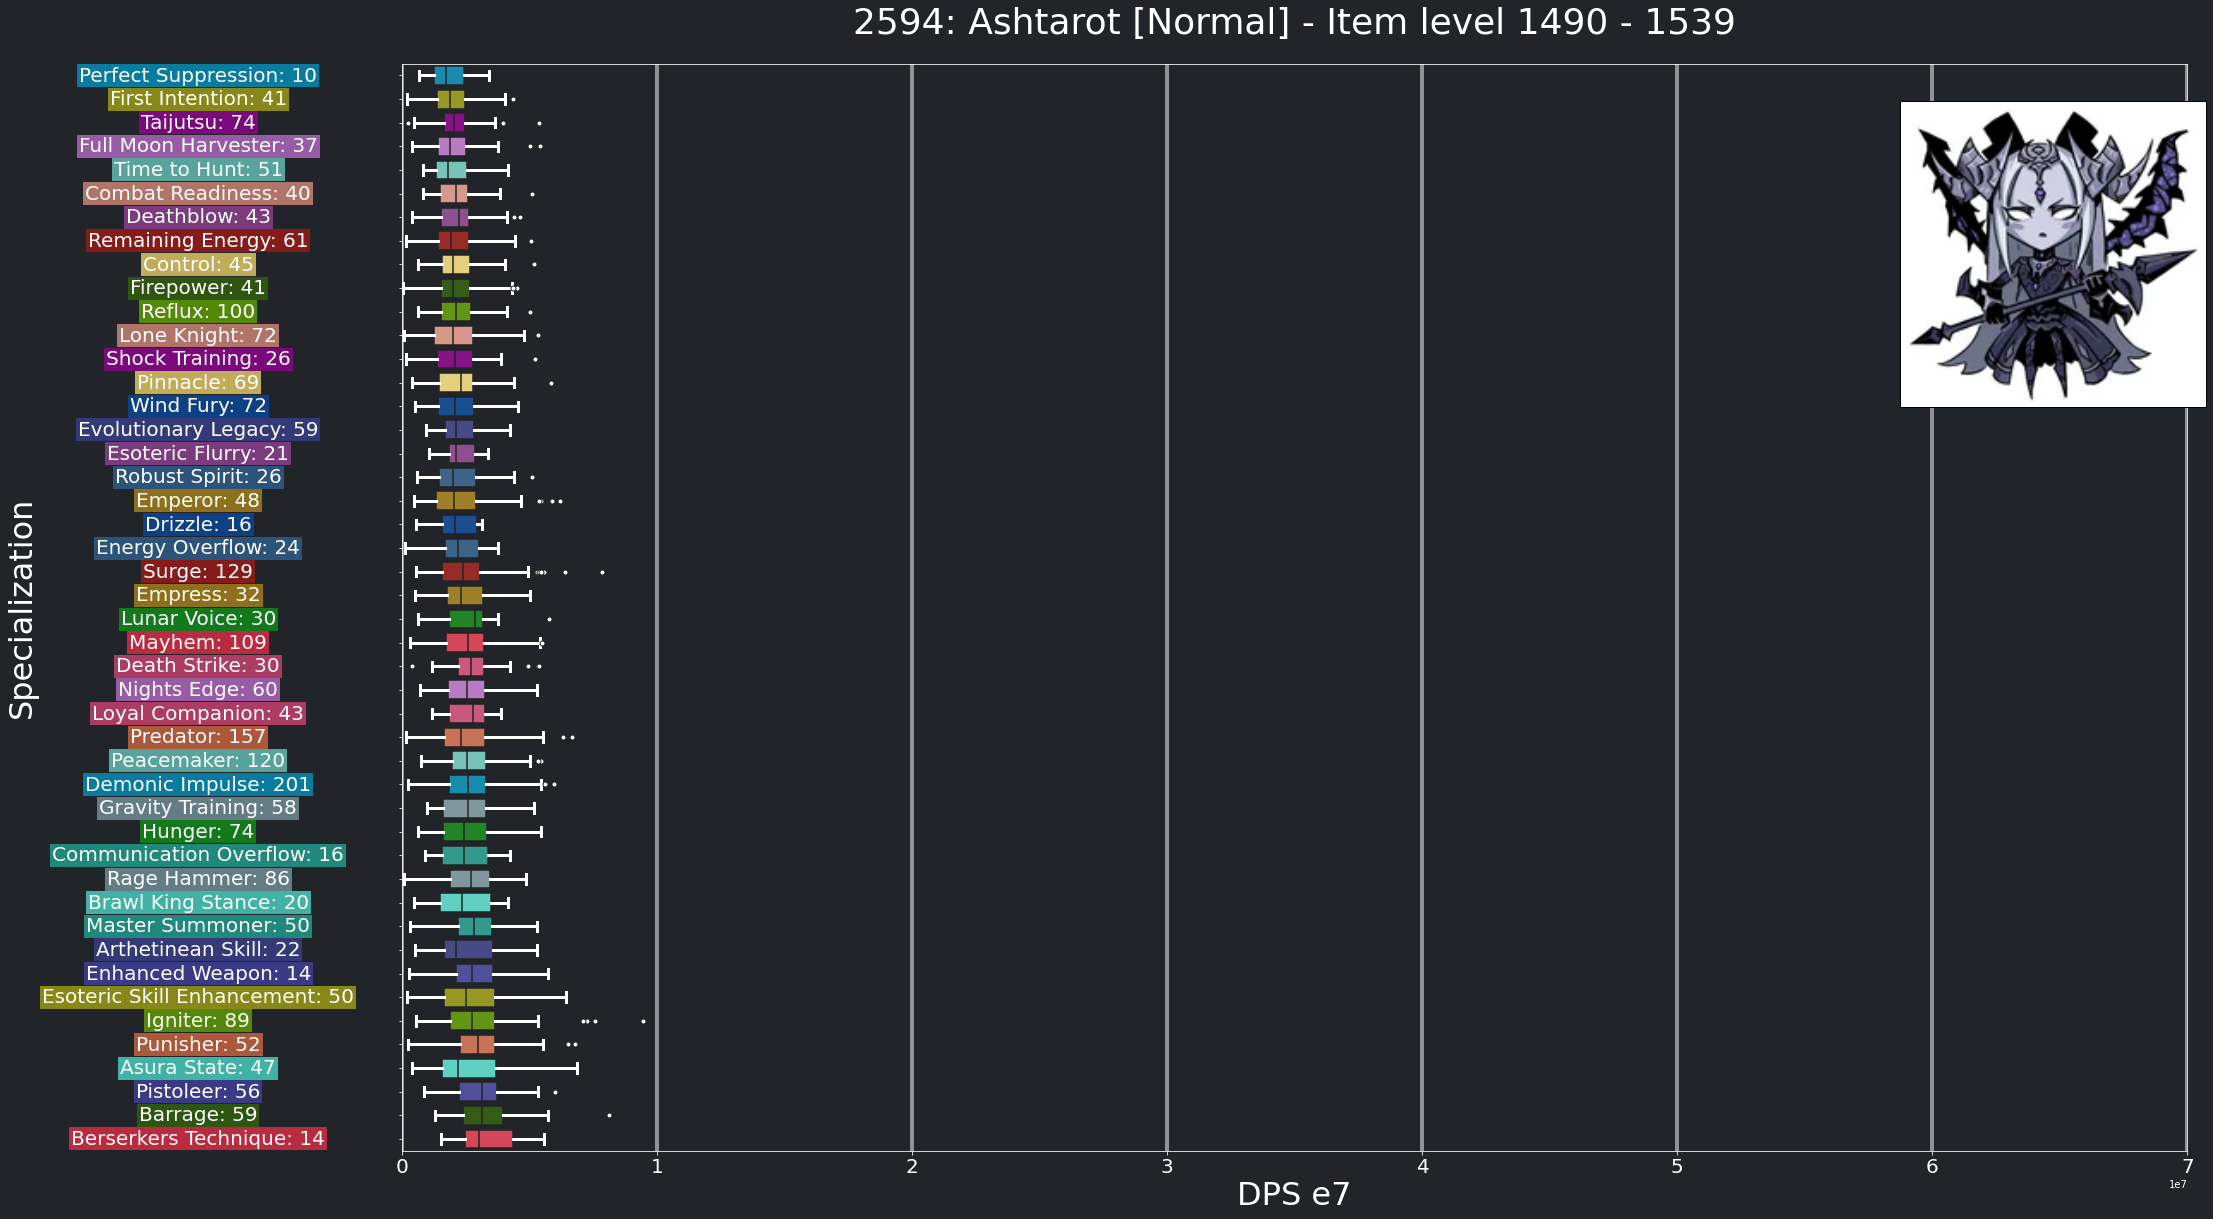 2594: Ashtarot [Normal] - Item level 1490 - 1539
Specialization
Perfect Suppression: 10
First Intention: 41
Taijutsu: 74
Full Moon Harvester: 37
Time to Hunt: 51
Combat Readiness: 40
Deathblow: 43
Remaining Energy: 61
Control: 45
Firepower: 41
Reflux: 100
Lone Knight: 72
Shock Training: 26
Pinnacle: 69
Wind Fury: 72
Evolutionary Legacy: 59
Esoteric Flurry: 21
Robust Spirit: 26
Emperor: 48
Drizzle: 16
Energy Overflow: 24
Surge: 129
Empress: 32
Lunar Voice: 30
Mayhem: 109
Death Strike: 30
Nights Edge: 60
Loyal Companion: 43
Predator: 157
Peacemaker: 120
Demonic Impulse: 201
Gravity Training: 58
Hunger: 74
Communication Overflow: 16
Rage Hammer: 86
Brawl King Stance: 20
Master Summoner: 50
Arthetinean Skill: 22
Enhanced Weapon: 14
Esoteric Skill Enhancement: 50
Igniter: 89
Punisher: 52
Asura State: 47
Pistoleer: 56
Barrage: 59
Berserkers Technique: 14
0 1 2 3 4 5 6 7
1e7
DPS e7